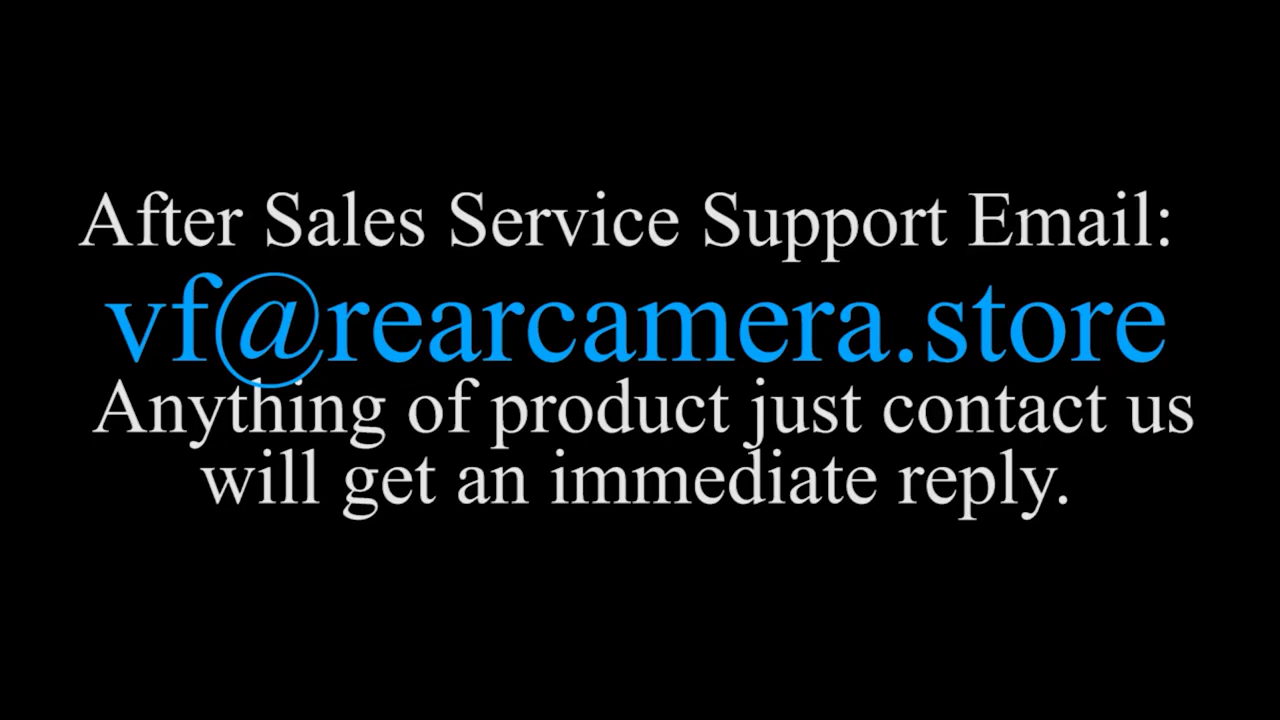 After Sales Service Support Email:
vf@rearcamera.store
Anything of product just contact us
will get an immediate reply.